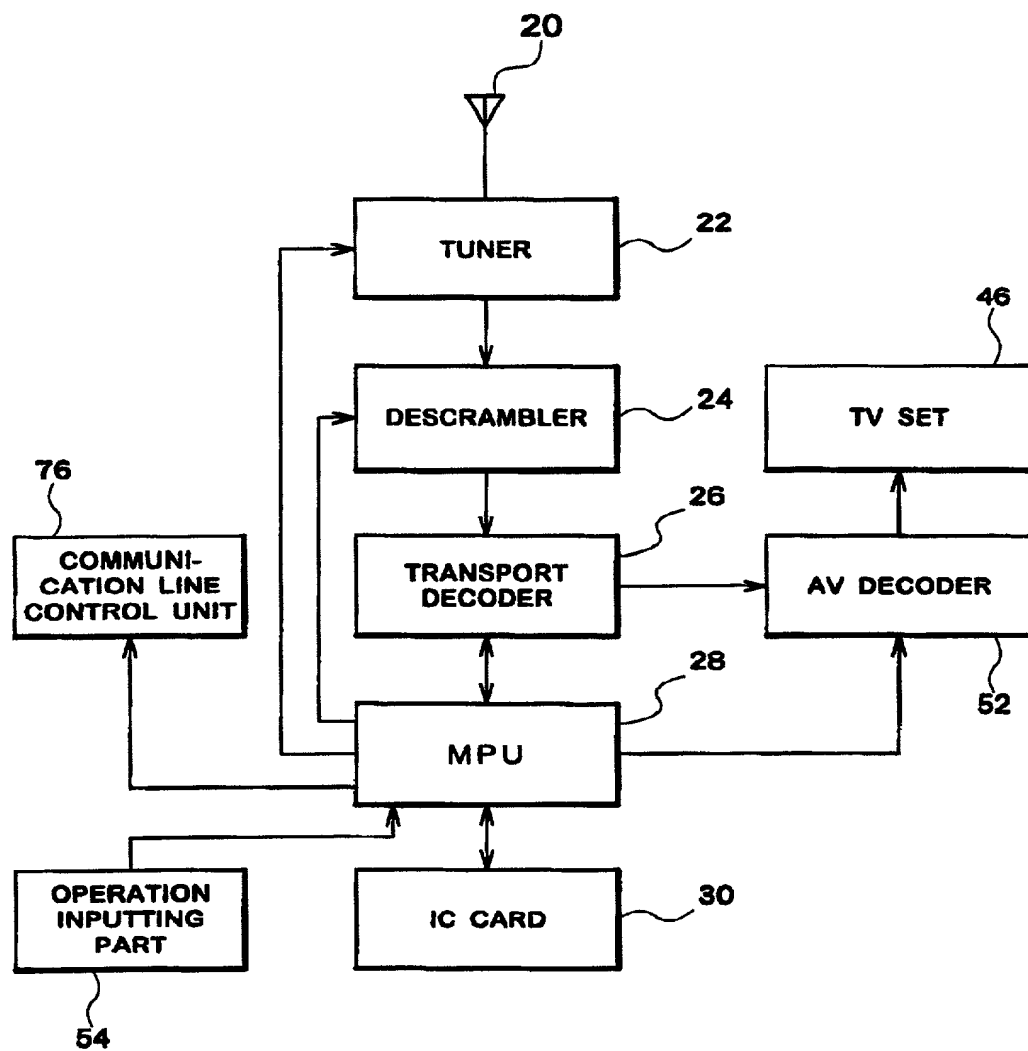 20
TUNER
22
46
DESCRAMBLER
24
TV SET
76
26
COMMUNI-
CATION LINE
CONTROL UNIT
TRANSPORT
DECODER
AV DECODER
28
52
MPU
OPERATION
INPUTTING
PART
IC CARD
30
54